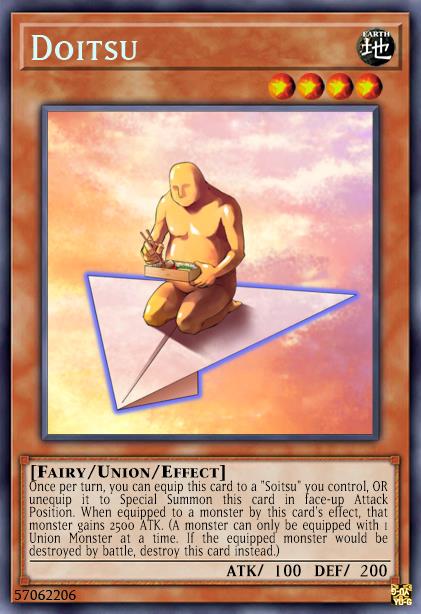 DOITSU
EARTH
地
[FAIRY/UNION/EFFECT]
Once per turn, you can equip this card to a "Soitsu" you control, OR
unequip it to Special Summon this card in face-up Attack
Position. When equipped to a monster by this card's effect, that
monster gains 2500 ATK. (A monster can only be equipped with 1
Union Monster at a time. If the equipped monster would be
destroyed by battle, destroy this card instead.)
ATK/ 100 DEF/ 200
57062206